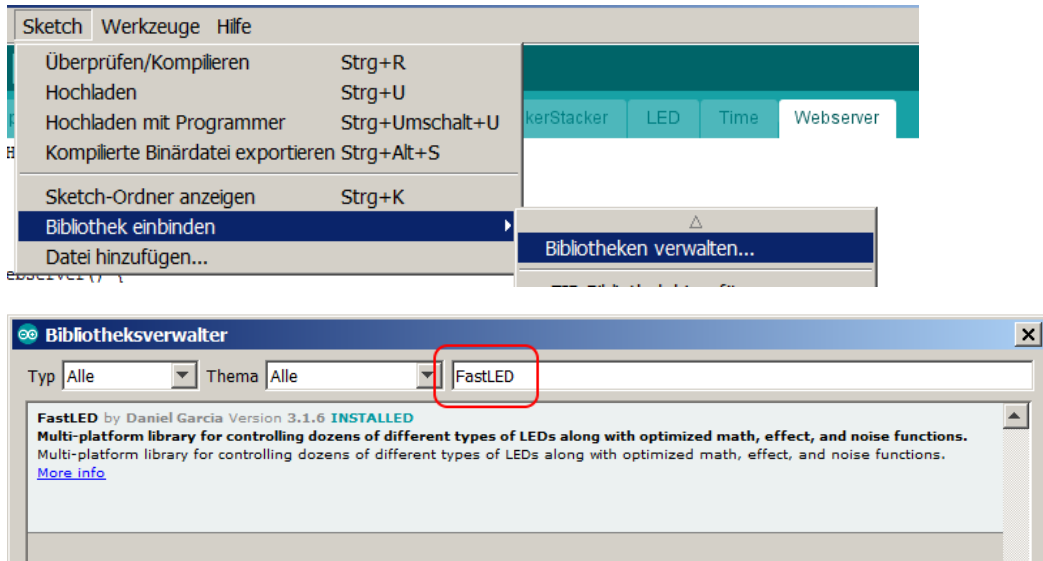 Sketch Werkzeuge Hilfe
Überprüfen/Kompilieren Strg+R
Hochladen Strg+U
Hochladen mit Programmer Strg+Umschalt+U
Kompilierte Binärdatei exportieren Strg+Alt+S
Sketch-Ordner anzeigen Strg+K
Bibliothek einbinden
Datei hinzufügen...
kerStacker LED Time Webserver
Bibliotheken verwalten...
Bibliotheksverwalter
Typ Alle Thema Alle FastLED
FastLED by Daniel Garcia Version 3.1.6 INSTALLED
Multi-platform library for controlling dozens of different types of LEDs along with optimized math, effect, and noise functions.
Multi-platform library for controlling dozens of different types of LEDs along with optimized math, effect, and noise functions.
More info